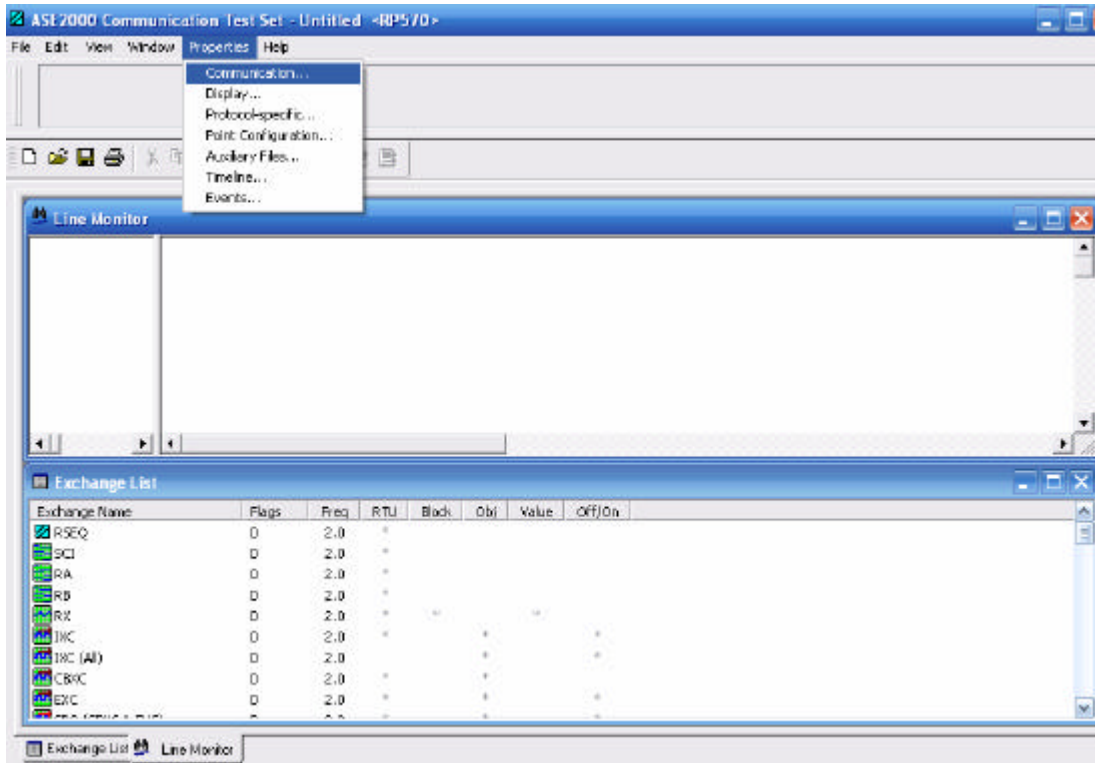 ASE2000 Communication Test Set - Untitled <RP570>
File Edit View Window Properties Help
Communication...
Display...
Protocol-specific...
Point Configuration...
Auxiliary Files...
Timeline...
Events...
Line Monitor
Exchange List
Exchange Name Flags Freq RTU Block Obj Value Off/On
RSEQ D 2.0 *
SCI D 2.0 *
RA D 2.0 *
RB D 2.0 *
RX D 2.0 * * *
IXC D 2.0 * * *
IXC (All) D 2.0 * *
CBXC D 2.0 * *
EXC D 2.0 * * *
Exchange List Line Monitor